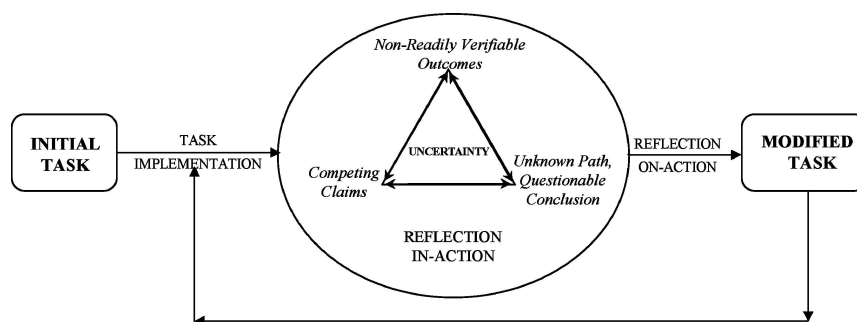 INITIAL
TASK
TASK
IMPLEMENTATION
Non-Readily Verifiable
Outcomes
UNCERTAINTY
Competing
Claims
Unknown Path,
Questionable
Conclusion
REFLECTION
IN-ACTION
REFLECTION
ON-ACTION
MODIFIED
TASK